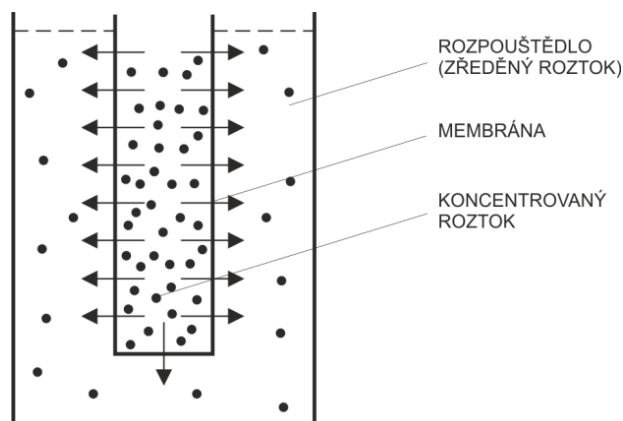 ROZPOUŠTĚDLO
(ZŘEDĚNÝ ROZTOK)
MEMBRÁNA
KONCENTROVANÝ
ROZTOK